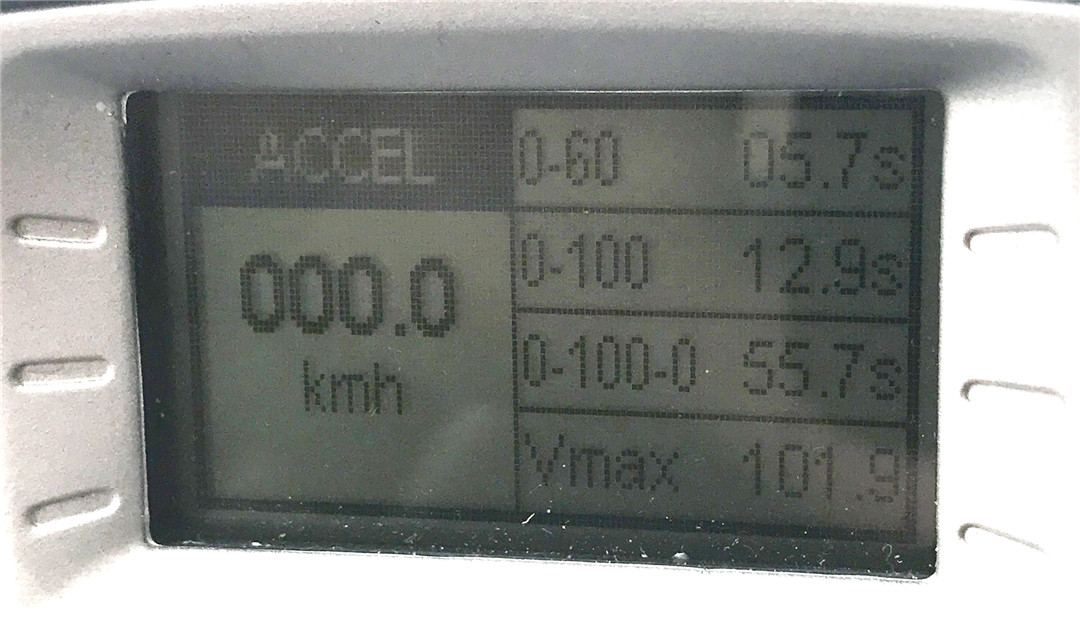 ACCEL
000.0
kmh
0-60 05.7s
0-100 12.9s
0-100-0 55.7s
Vmax 101.9